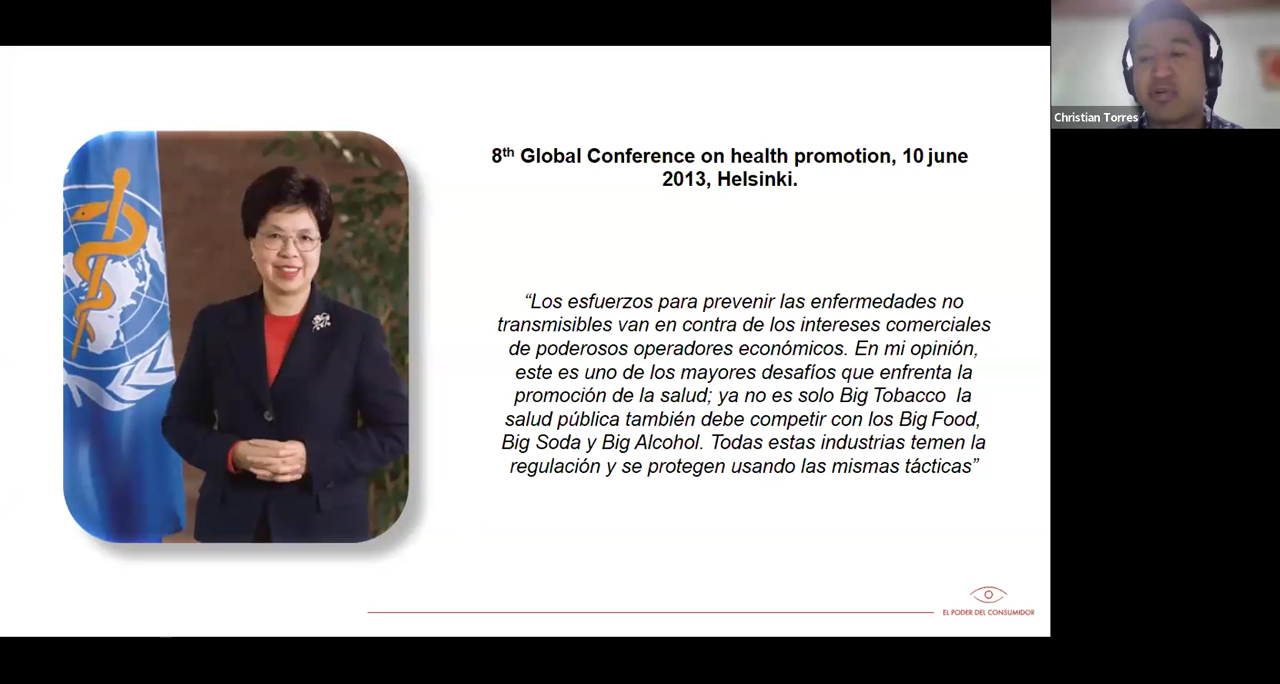 Christian Torres
8th Global Conference on health promotion, 10 june
2013, Helsinki.
“Los esfuerzos para prevenir las enfermedades no
transmisibles van en contra de los intereses comerciales
de poderosos operadores económicos. En mi opinión,
este es uno de los mayores desafíos que enfrenta la
promoción de la salud; ya no es solo Big Tobacco la
salud pública también debe competir con los Big Food,
Big Soda y Big Alcohol. Todas estas industrias temen la
regulación y se protegen usando las mismas tácticas”
EL PODER DEL CONSUMIDOR